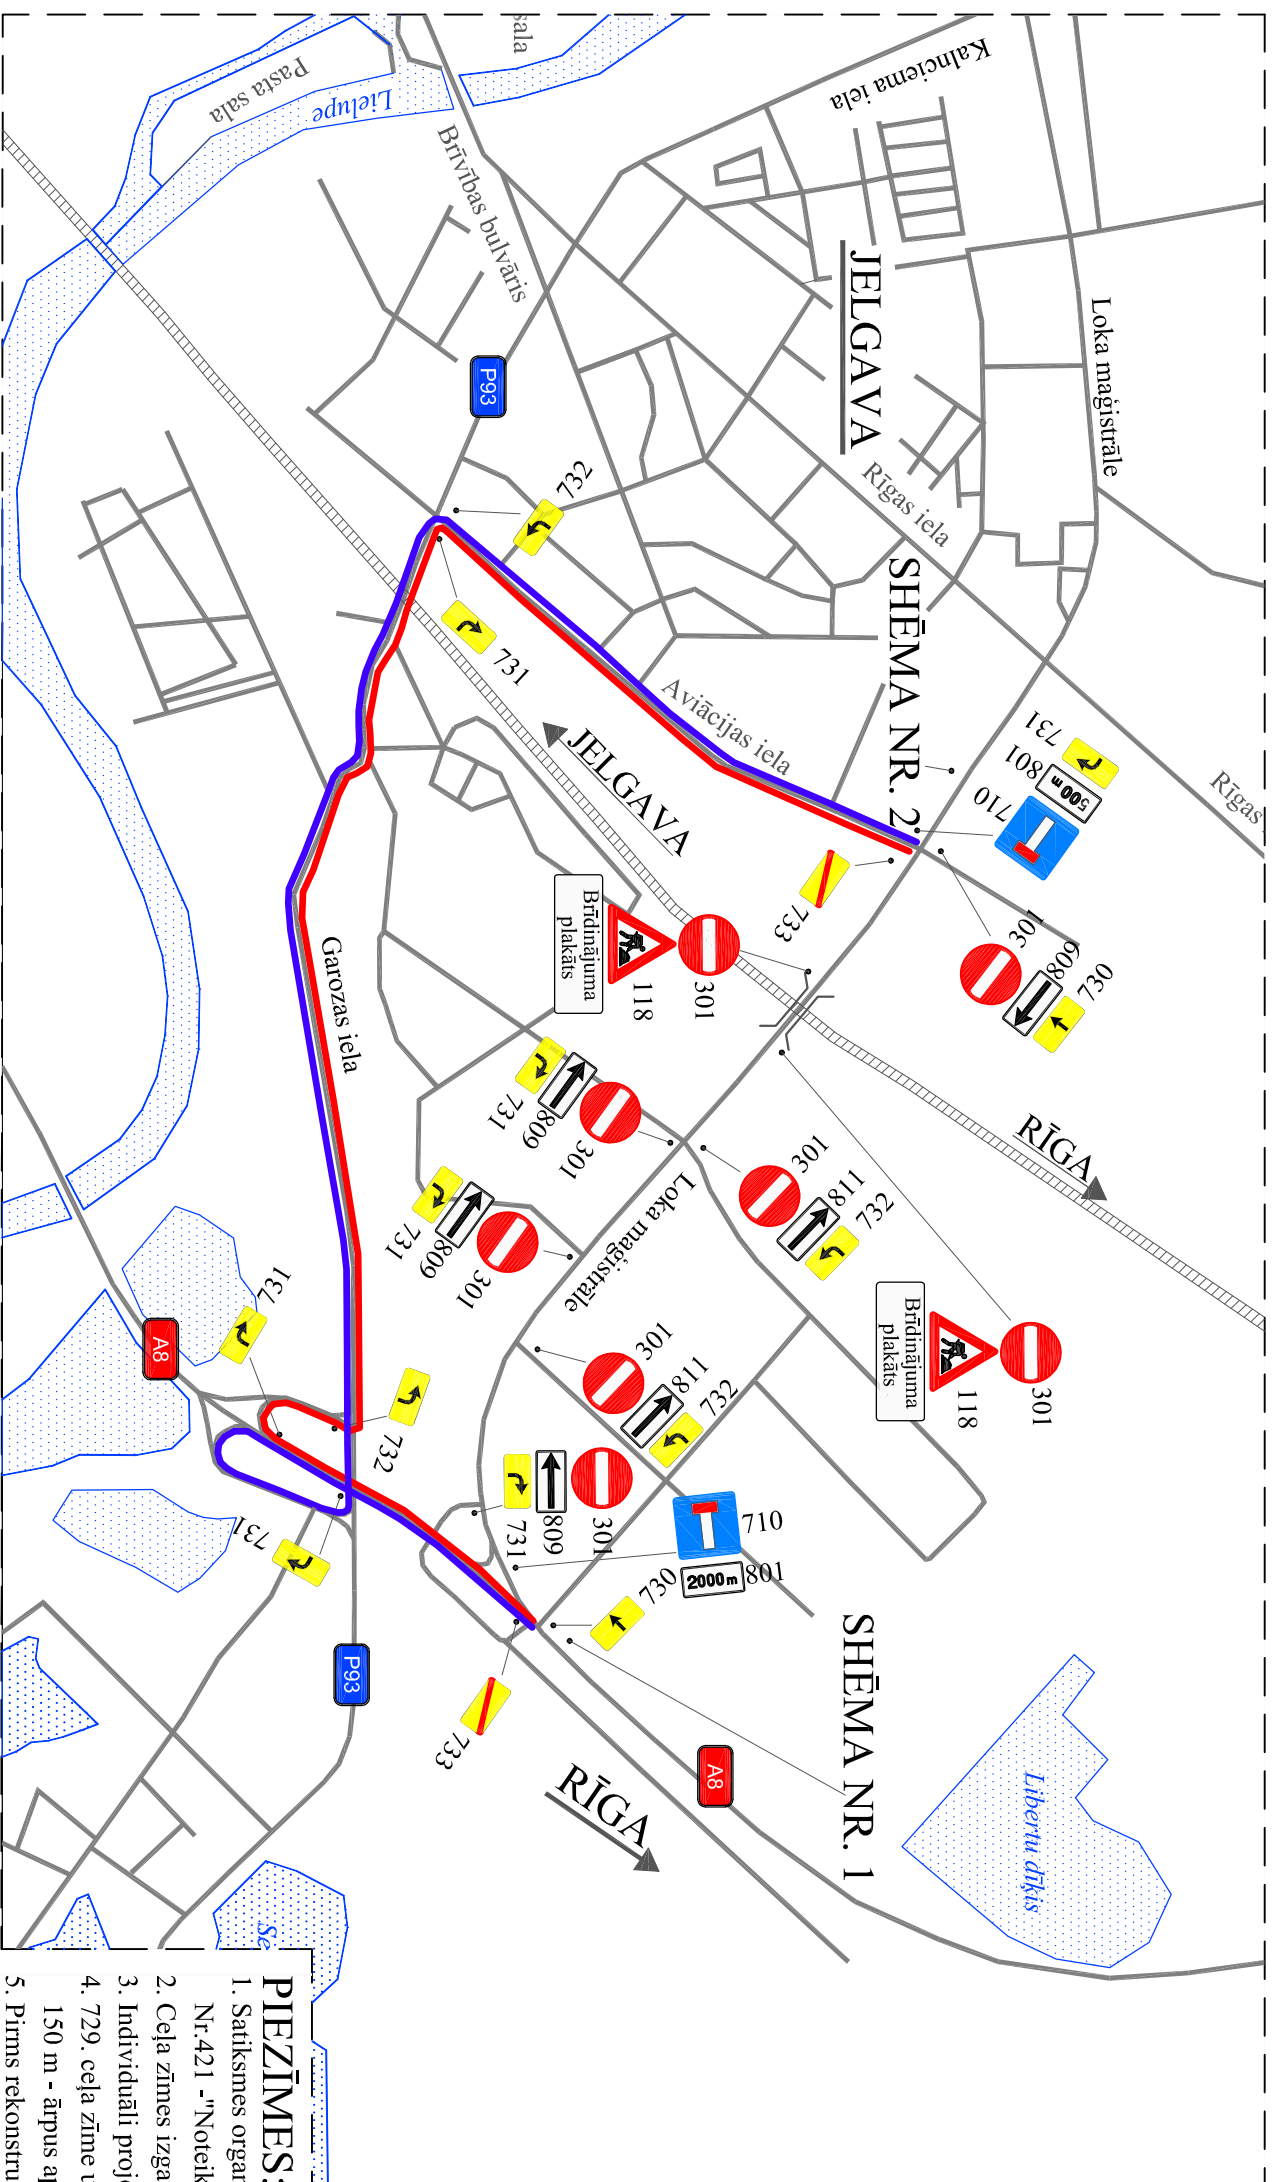 Pasta sala
Lielupe
sala
Kalnciema iela
Brīvības bulvāris
JELGAVA
Loka maģistrāle
P93
Rīgas iela
732
731
SHĒMA NR. 2
Aviācijas iela
JELGAVA
Rīgas
731
801
500 m
710
733
301
809
730
301
118
Brīdinājuma
plakāts
Garozas iela
RĪGA
731
809
301
301
811
732
731
809
301
Loka maģistrāle
301
118
Brīdinājuma
plakāts
731
A8
732
301
811
732
301
809
731
710
801
2000 m
730
731
P93
733
SHĒMA NR. 1
A8
RĪGA
Libertu dīķis
Se
PIEZĪMES:
1. Satiksmes organ
Nr.421 -"Noteik
2. Ceļa zīmes izga
3. Individuāli proje
4. 729. ceļa zīme u
150 m - ārpus ap
5. Pirms rekonstru